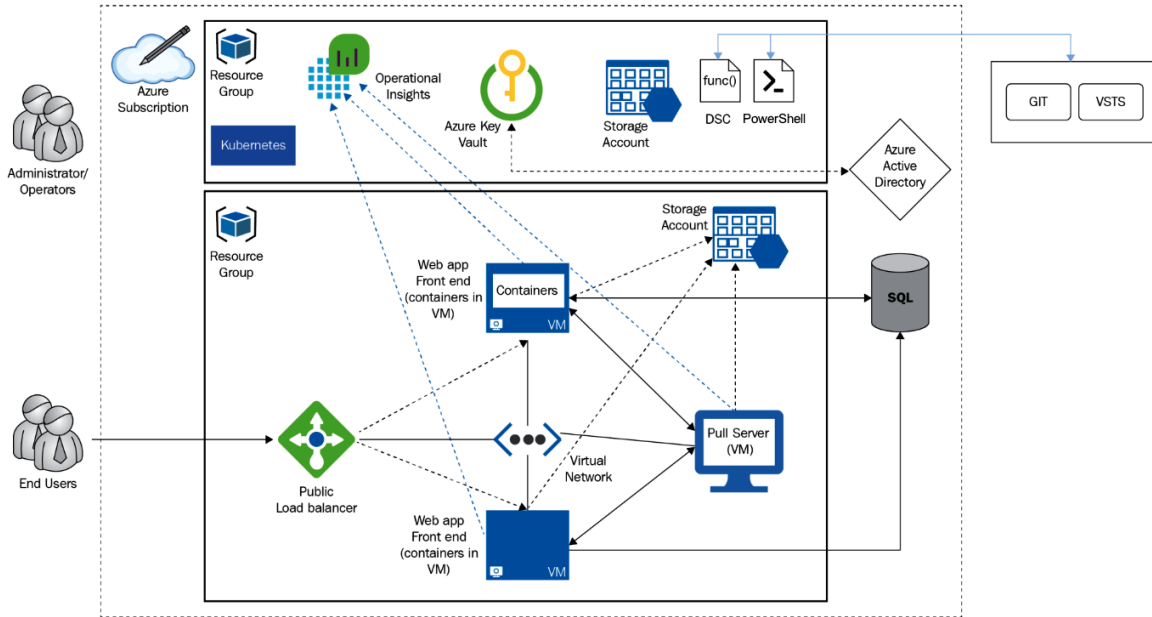 Azure
Subscription
Resource
Group
Kubernetes
Operational
Insights
Azure Key
Vault
Storage
Account
func()
DSC
PowerShell
GIT
VSTS
Administrator/
Operators
Azure
Active
Directory
Resource
Group
Storage
Account
Web app
Front end
(containers in
VM)
Containers
VM
SQL
End Users
Public
Load balancer
Virtual
Network
Pull Server
(VM)
Web app
Front end
(containers in
VM)
VM